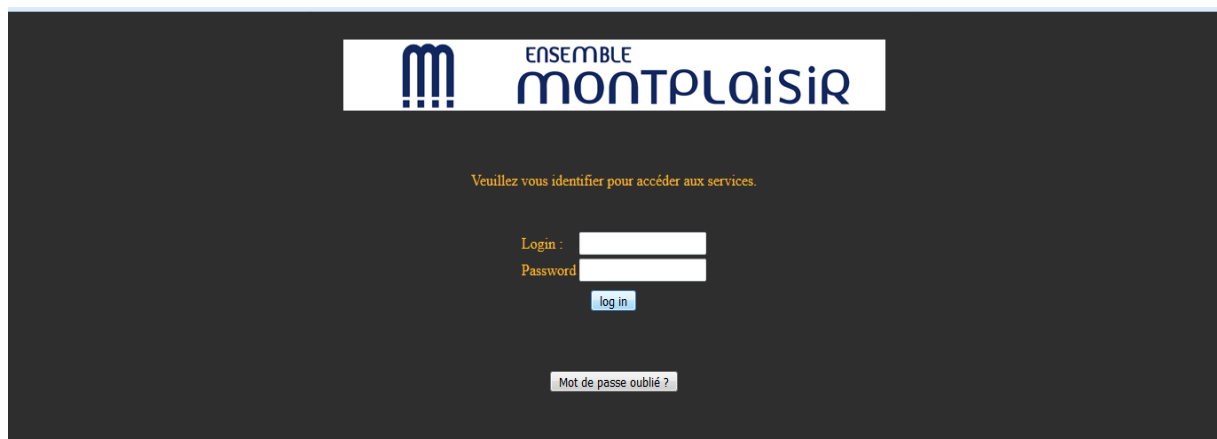 ENSEMBLE
MONTPLAISIR
Veuillez vous identifier pour accéder aux services.
Login :
Password
log in
Mot de passe oublié ?